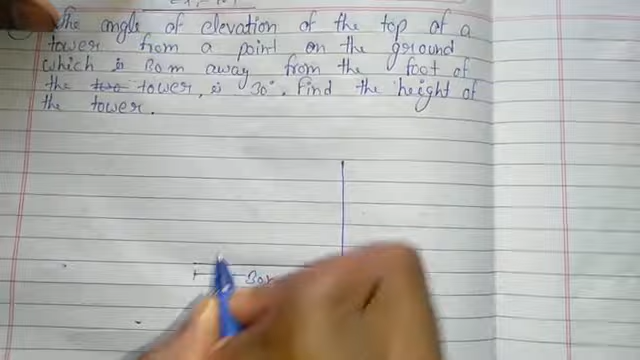 The angle of elevation of the top of a
tower from a point on the ground
which is 30m away from the foot of
the tower, is 30°. Find the height of
the tower.
30